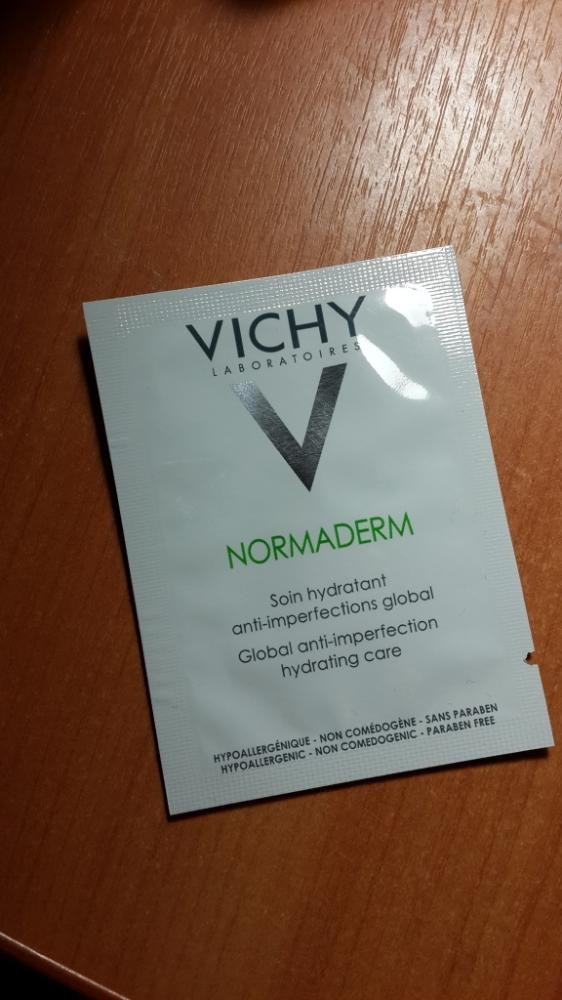 VICHY
LABORATOIRES
V
NORMADERM
Soin hydratant
anti-imperfections global
Global anti-imperfection
hydrating care
HYPOALLERGÉNIQUE - NON COMÉDOGÈNE - SANS PARABEN
HYPOALLERGENIC - NON COMEDOGENIC - PARABEN FREE